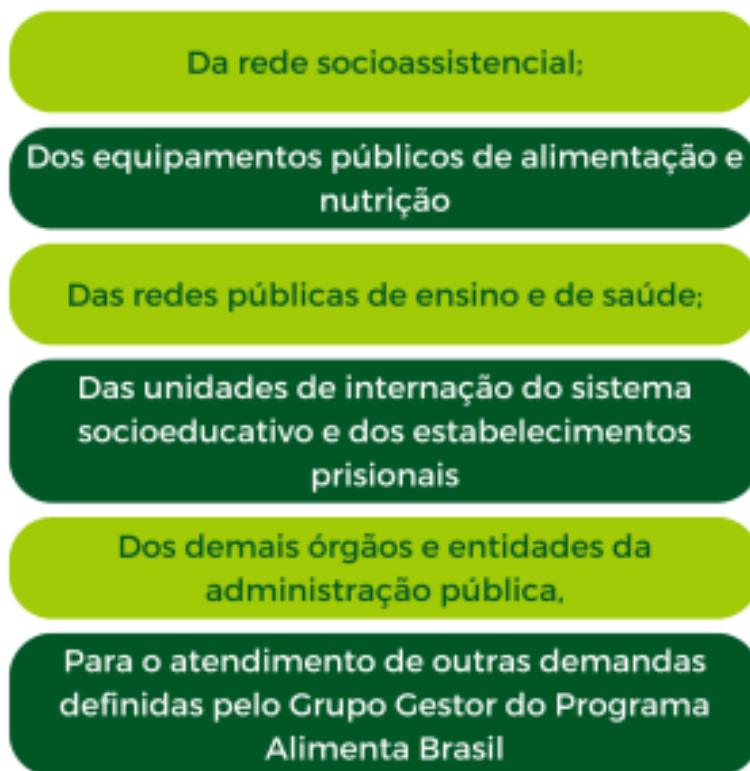 Da rede socioassistencial;
Dos equipamentos públicos de alimentação e
nutrição
Das redes públicas de ensino e de saúde;
Das unidades de internação do sistema
socioeducativo e dos estabelecimentos
prisionais
Dos demais órgãos e entidades da
administração pública,
Para o atendimento de outras demandas
definidas pelo Grupo Gestor do Programa
Alimenta Brasil